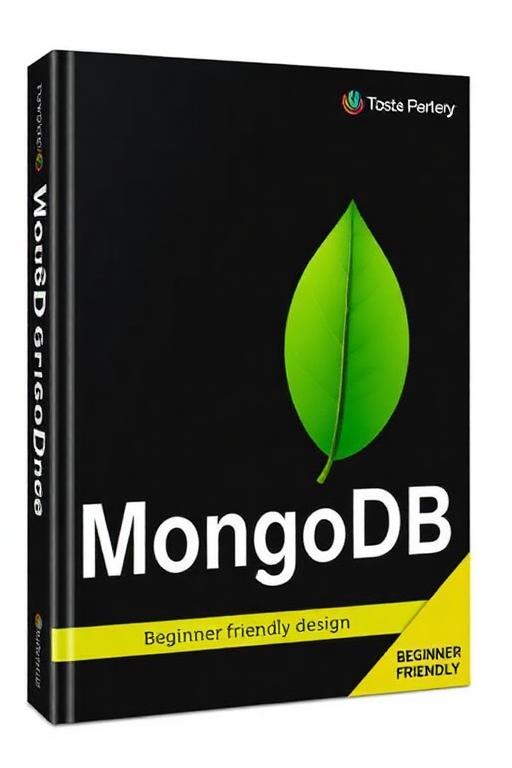 Toste Pertery
MongoDB
Beginner friendly design
BEGINNER
FRIENDLY